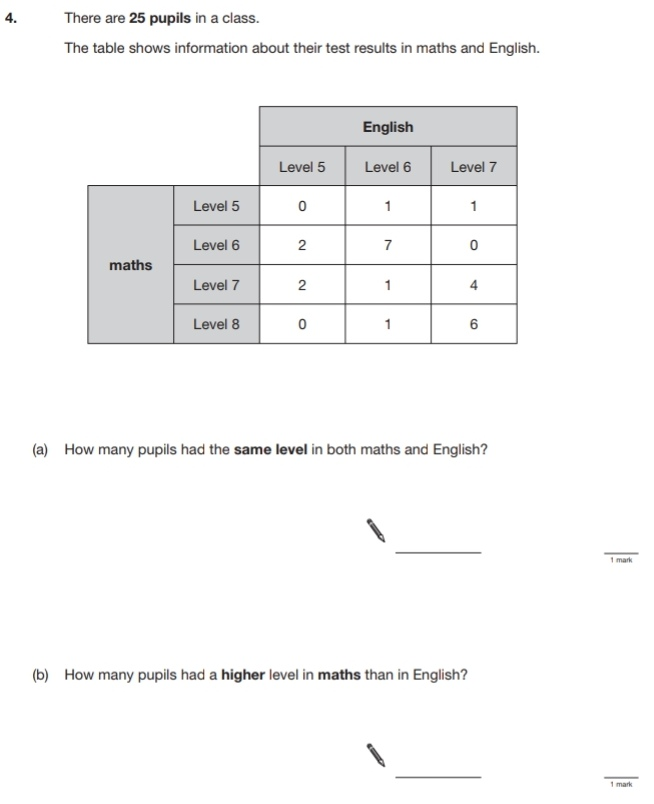 4. There are 25 pupils in a class.
The table shows information about their test results in maths and English.
English
Level 5 Level 6 Level 7
maths
Level 5 0 1 1
Level 6 2 7 0
Level 7 2 1 4
Level 8 0 1 6
(a) How many pupils had the same level in both maths and English?
1 mark
(b) How many pupils had a higher level in maths than in English?
1 mark